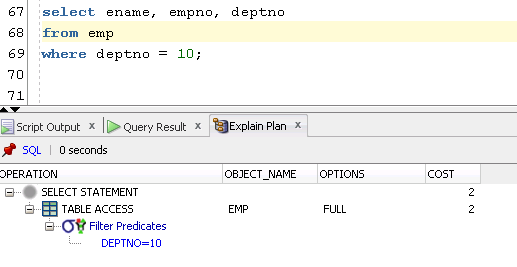 67 select ename, empno, deptno
68 from emp
69 where deptno = 10;
70
71
Script Output x Query Result x Explain Plan x
SQL | 0 seconds
OPERATION OBJECT_NAME OPTIONS COST
SELECT STATEMENT 2
TABLE ACCESS EMP FULL 2
Filter Predicates
DEPTNO=10